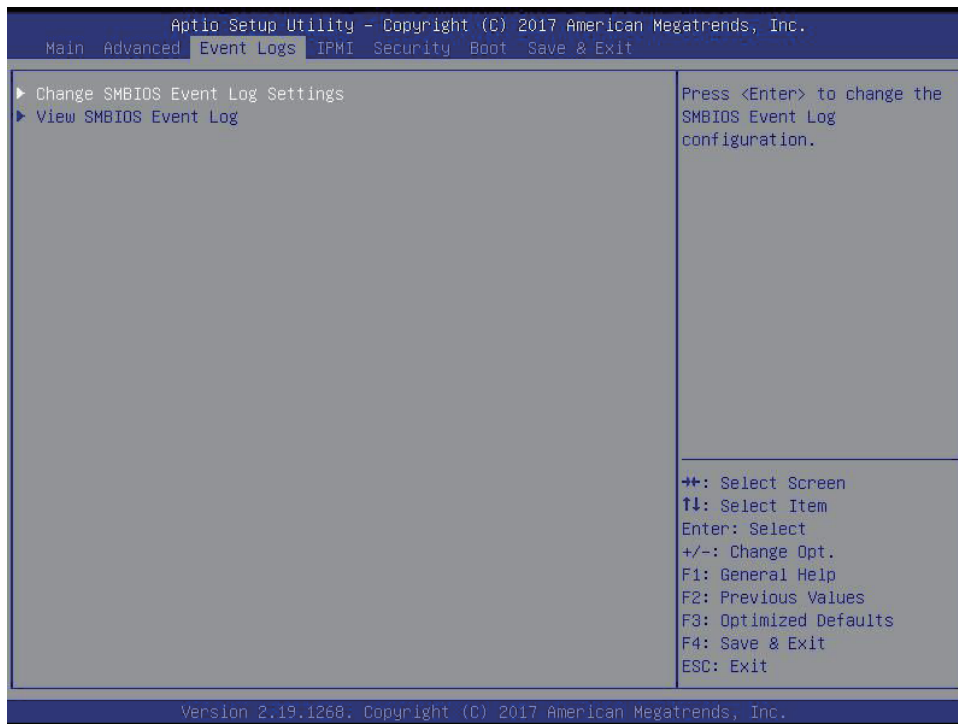 Aptio Setup Utility – Copyright (C) 2017 American Megatrends, Inc.
Main Advanced Event Logs IPMI Security Boot Save & Exit
Change SMBIOS Event Log Settings
View SMBIOS Event Log
Press <Enter> to change the
SMBIOS Event Log
configuration.
→←: Select Screen
↑↓: Select Item
Enter: Select
+/-: Change Opt.
F1: General Help
F2: Previous Values
F3: Optimized Defaults
F4: Save & Exit
ESC: Exit
Version 2.19.1268. Copyright (C) 2017 American Megatrends, Inc.